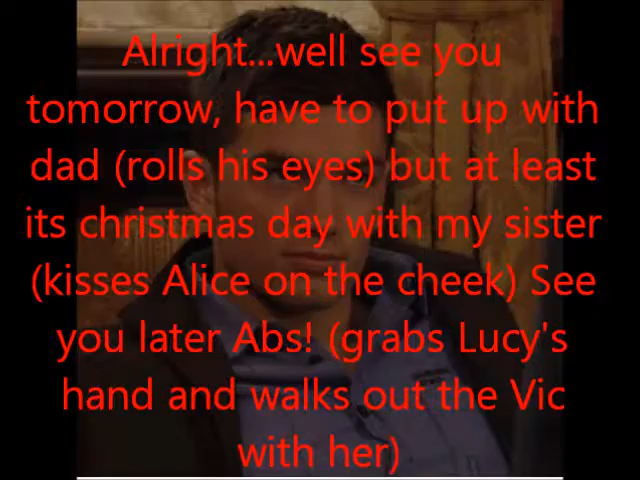 Alright...well see you
tomorrow, have to put up with
dad (rolls his eyes) but at least
its christmas day with my sister
(kisses Alice on the cheek) See
you later Abs! (grabs Lucy's
hand and walks out the Vic
with her)